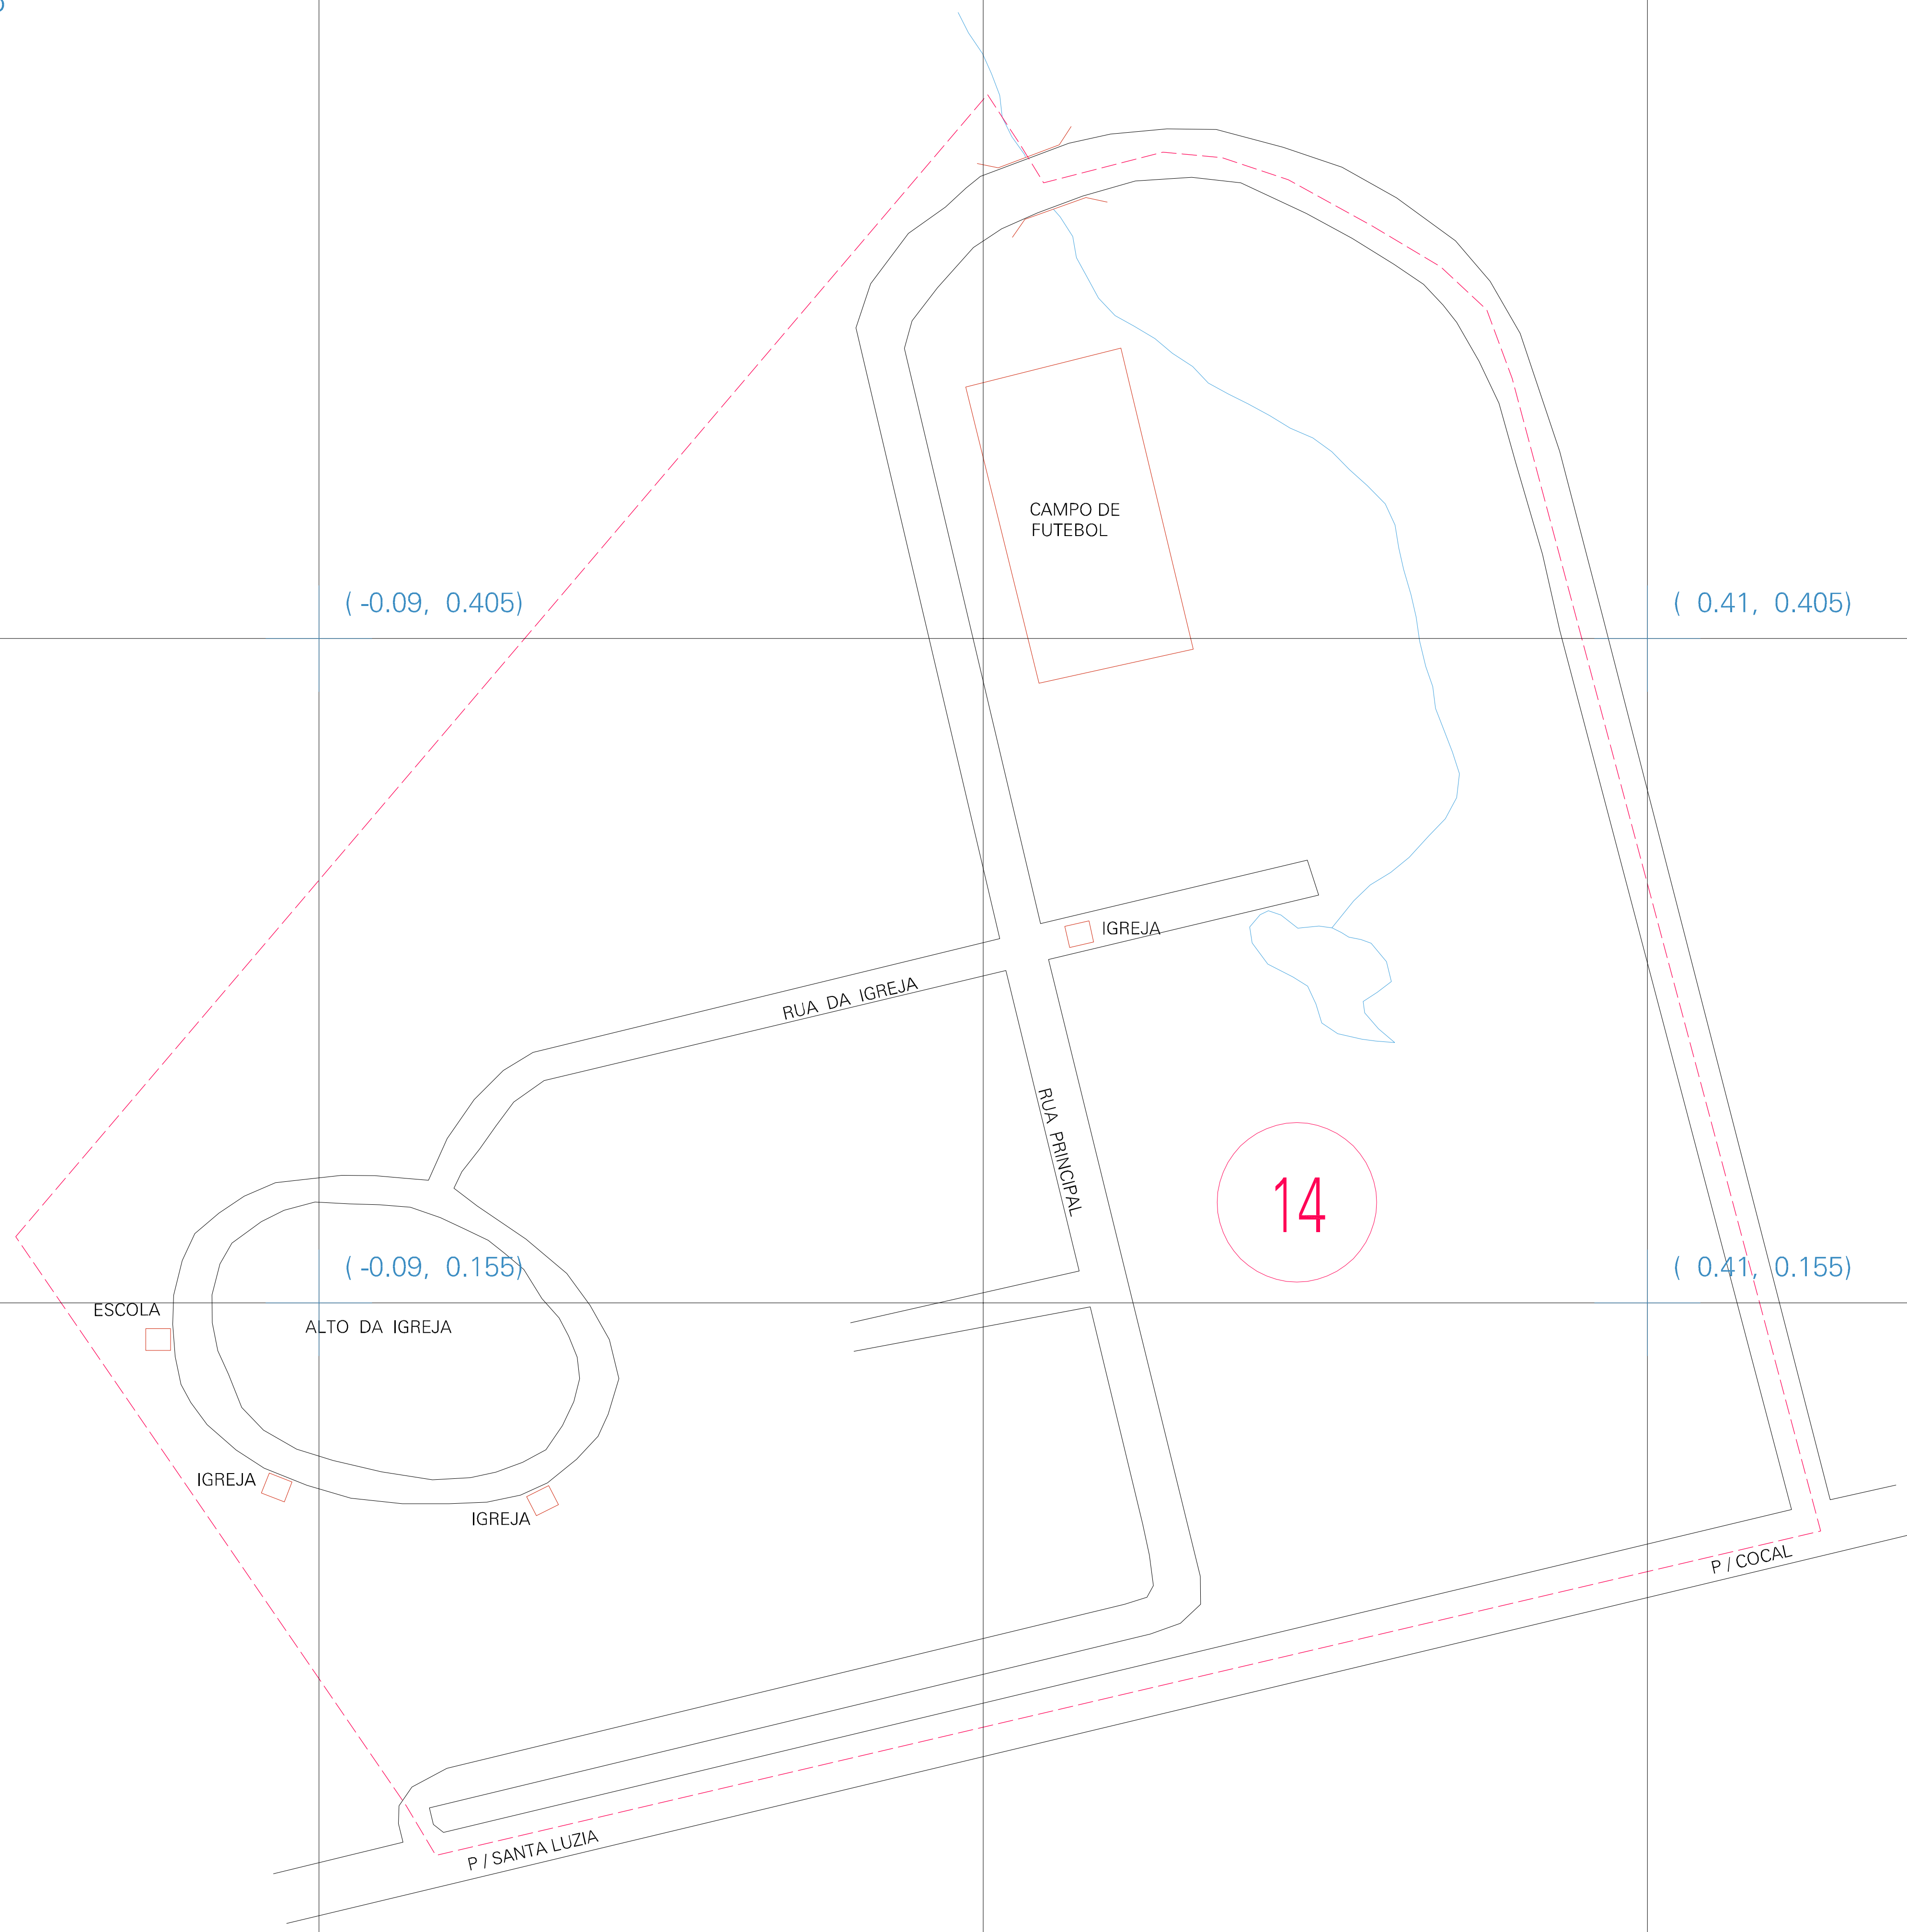 CAMPO DE
FUTEBOL
( -0.09, 0.405)
( 0.41, 0.405)
IGREJA
RUA DA IGREJA
RUA PRINCIPAL
14
( -0.09, 0.155)
( 0.41, 0.155)
ESCOLA
ALTO DA IGREJA
IGREJA
IGREJA
P / COCAL
P / SANTA LUZIA